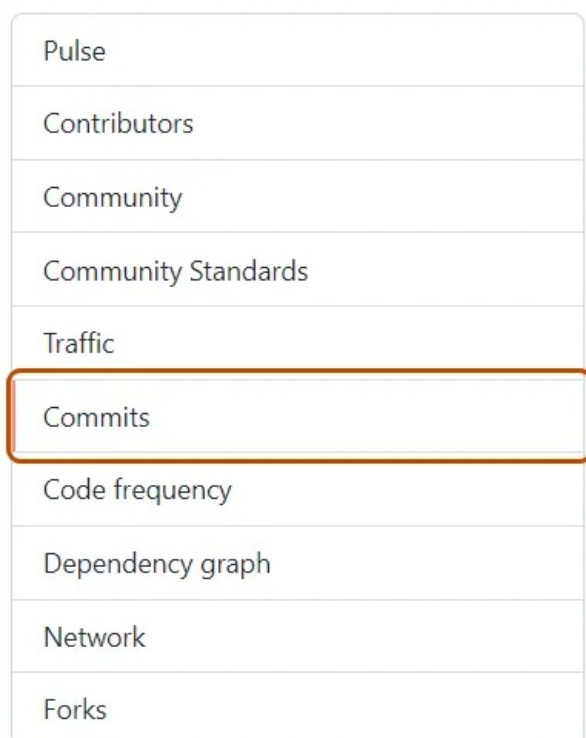 Pulse
Contributors
Community
Community Standards
Traffic
Commits
Code frequency
Dependency graph
Network
Forks